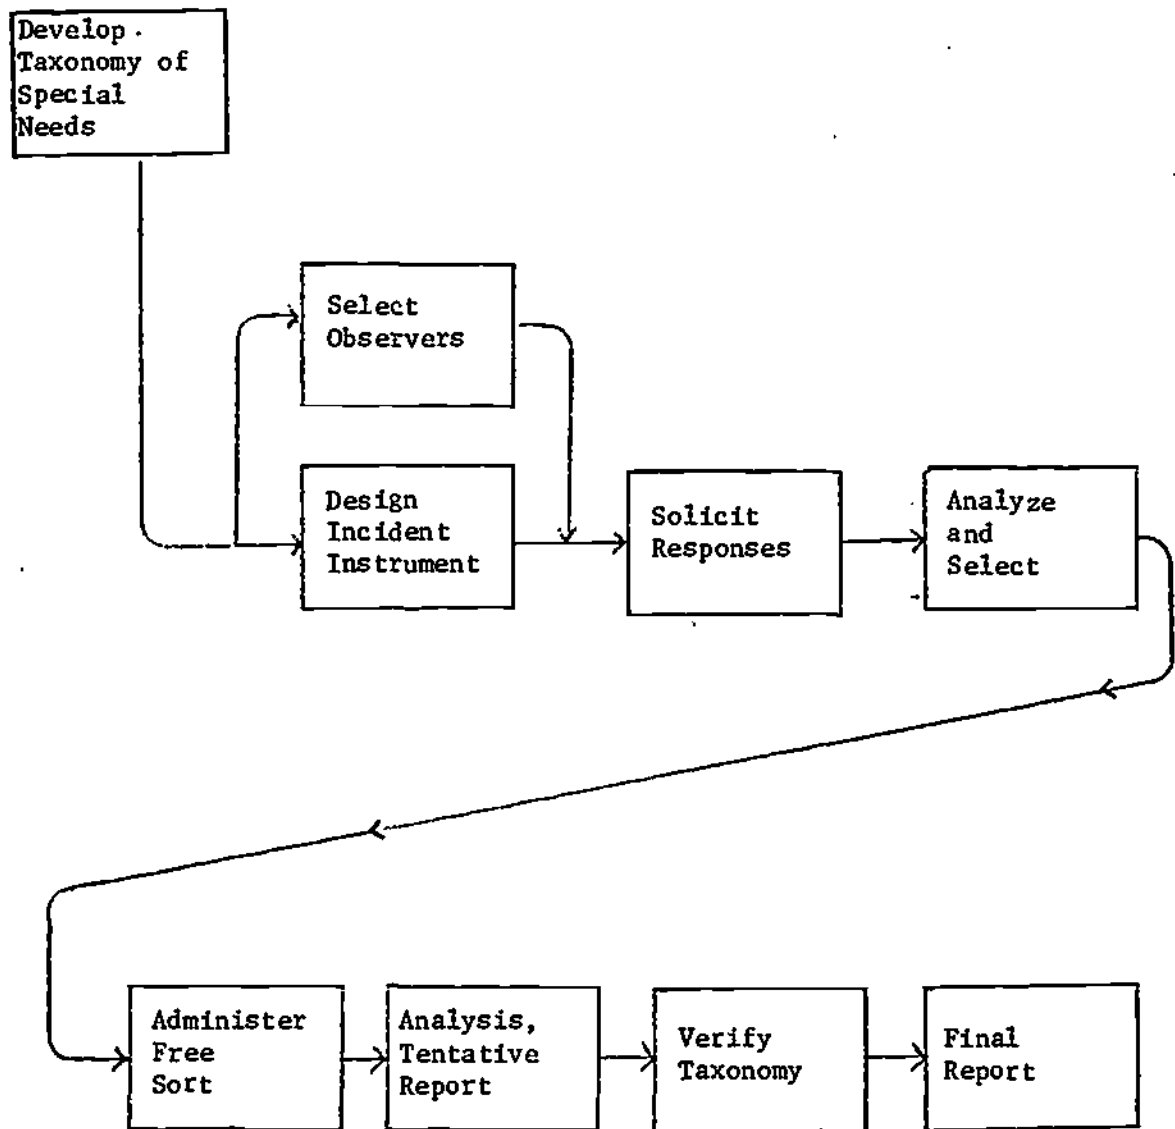 Develop
Taxonomy of
Special
Needs
Select
Observers
Design
Incident
Instrument
Solicit
Responses
Analyze
and
Select
Administer
Free
Sort
Analysis,
Tentative
Report
Verify
Taxonomy
Final
Report